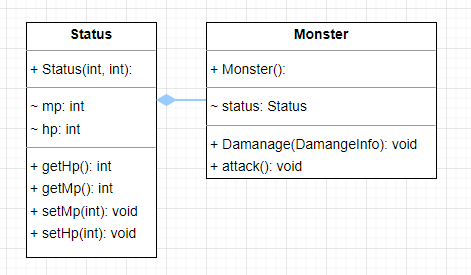 Status
+ Status(int, int):
~ mp: int
~ hp: int
+ getHp(): int
+ getMp(): int
+ setMp(int): void
+ setHp(int): void
Monster
+ Monster():
~ status: Status
+ Damanage(DamangeInfo): void
+ attack(): void